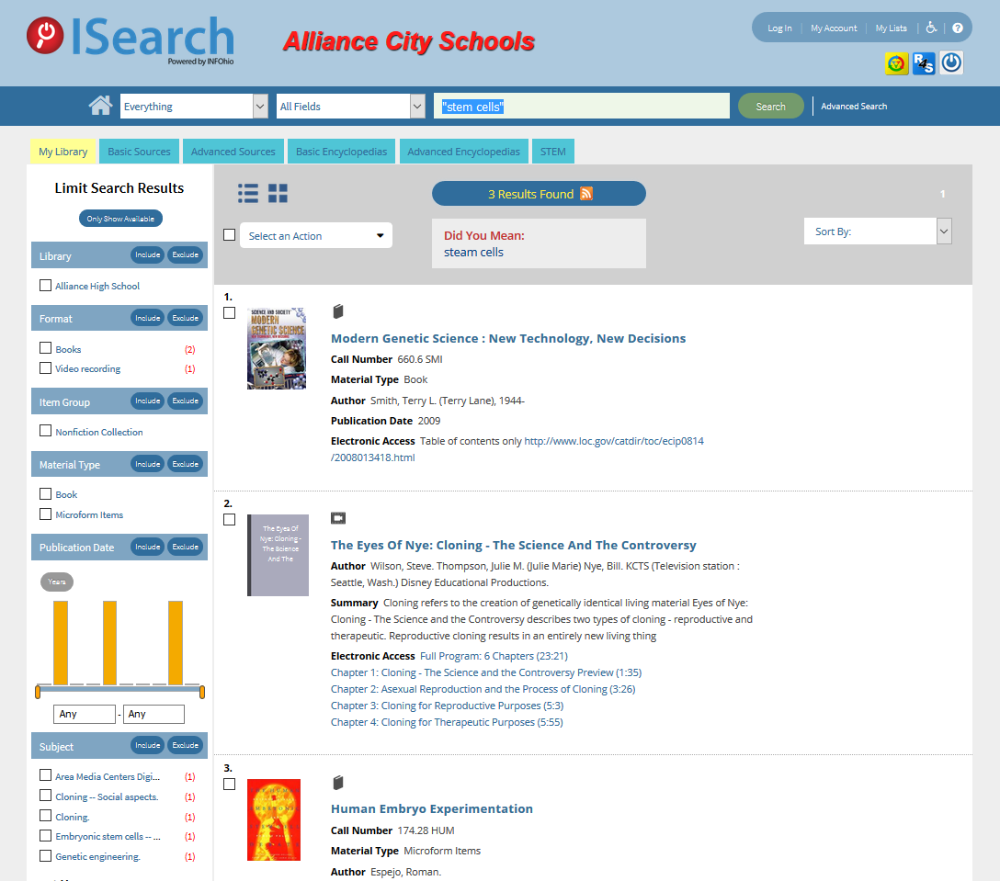 ISearch
Powered by INFOhio
Alliance City Schools
Log In | My Account | My Lists
R4S
Everything
All Fields
"stem cells"
Search
Advanced Search
My Library
Basic Sources
Advanced Sources
Basic Encyclopedias
Advanced Encyclopedias
STEM
Limit Search Results
Only Show Available
Library Include Exclude
Alliance High School
Format Include Exclude
Books (2)
Video recording (1)
Item Group Include Exclude
Nonfiction Collection
Material Type Include Exclude
Book
Microform Items
Publication Date Include Exclude
Years
Any - Any
Subject Include Exclude
Area Media Centers Digi... (1)
Cloning -- Social aspects. (1)
Cloning. (1)
Embryonic stem cells -- ... (1)
Genetic engineering. (1)
3 Results Found
1
Select an Action
Did You Mean:
steam cells
Sort By:
1.
SCIENCE AND SOCIETY
MODERN
GENETIC SCIENCE
NEW TECHNOLOGY, NEW DECISIONS
Modern Genetic Science : New Technology, New Decisions
Call Number 660.6 SMI
Material Type Book
Author Smith, Terry L. (Terry Lane), 1944-
Publication Date 2009
Electronic Access Table of contents only http://www.loc.gov/catdir/toc/ecip0814
/2008013418.html
2.
The Eyes Of
Nye: Cloning -
The Science
And The
The Eyes Of Nye: Cloning - The Science And The Controversy
Author Wilson, Steve. Thompson, Julie M. (Julie Marie) Nye, Bill. KCTS (Television station :
Seattle, Wash.) Disney Educational Productions.
Summary Cloning refers to the creation of genetically identical living material Eyes of Nye:
Cloning - The Science and the Controversy describes two types of cloning - reproductive and
therapeutic. Reproductive cloning results in an entirely new living thing
Electronic Access Full Program: 6 Chapters (23:21)
Chapter 1: Cloning - The Science and the Controversy Preview (1:35)
Chapter 2: Asexual Reproduction and the Process of Cloning (3:26)
Chapter 3: Cloning for Reproductive Purposes (5:3)
Chapter 4: Cloning for Therapeutic Purposes (5:55)
3.
Human Embryo Experimentation
Call Number 174.28 HUM
Material Type Microform Items
Author Espejo, Roman.